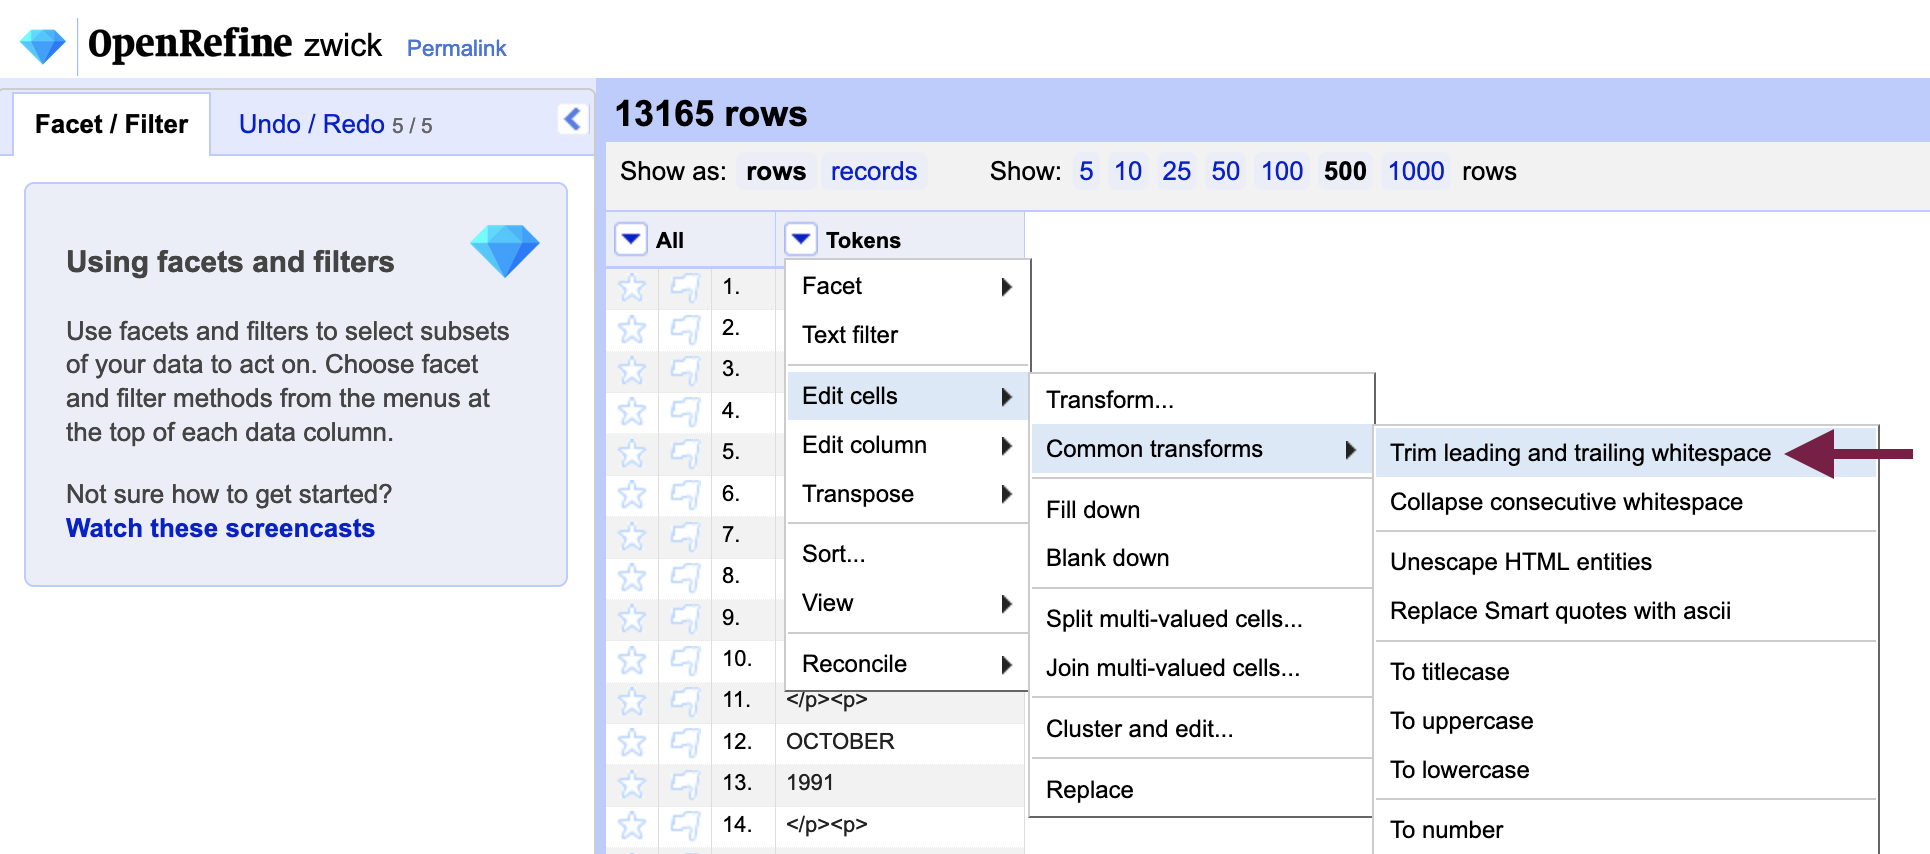 OpenRefine zwick Permalink
Facet / Filter Undo / Redo 5 / 5
Using facets and filters
Use facets and filters to select subsets
of your data to act on. Choose facet
and filter methods from the menus at
the top of each data column.
Not sure how to get started?
Watch these screencasts
13165 rows
Show as: rows records Show: 5 10 25 50 100 500 1000 rows
All Tokens
1.
2.
3.
4.
5.
6.
7.
8.
9.
10.
11. </p><p>
12. OCTOBER
13. 1991
14. </p><p>
Facet
Text filter
Edit cells
Edit column
Transpose
Sort...
View
Reconcile
Transform...
Common transforms
Fill down
Blank down
Split multi-valued cells...
Join multi-valued cells...
Cluster and edit...
Replace
Trim leading and trailing whitespace
Collapse consecutive whitespace
Unescape HTML entities
Replace Smart quotes with ascii
To titlecase
To uppercase
To lowercase
To number